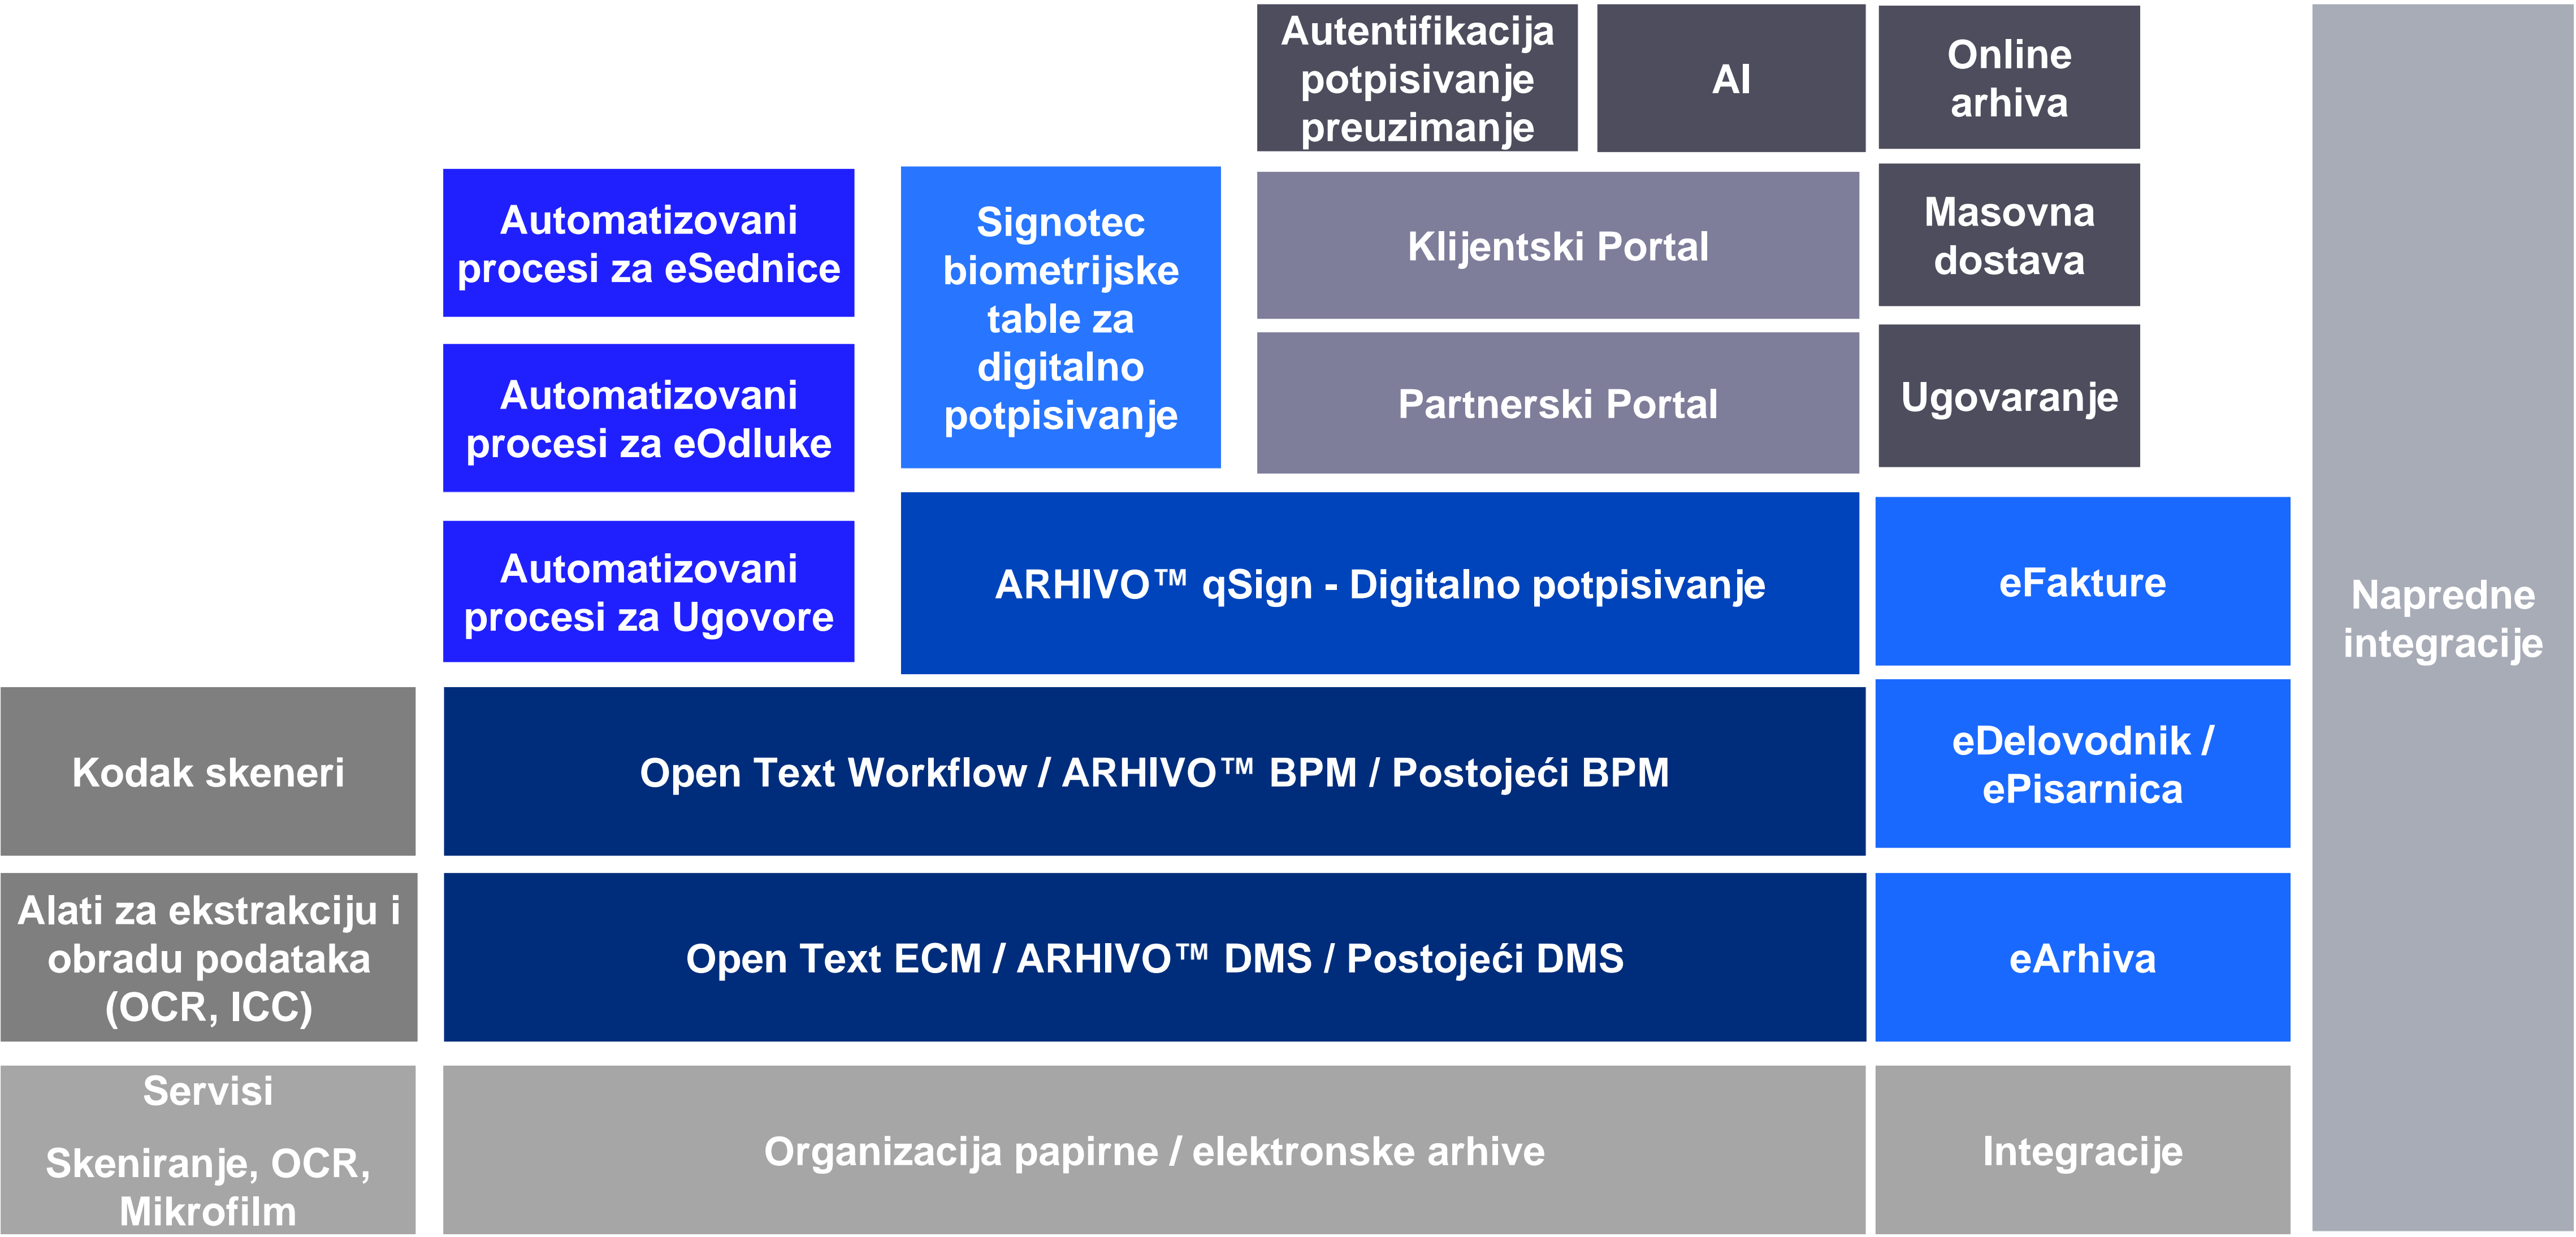 Autentifikacija
potpisivanje
preuzimanje
AI
Online
arhiva
Automatizovani
procesi za eSednice
Signotec
biometrijske
table za
digitalno
potpisivanje
Klijentski Portal
Masovna
dostava
Automatizovani
procesi za eOdluke
Partnerski Portal
Ugovaranje
Automatizovani
procesi za Ugovore
ARHIVO™ qSign - Digitalno potpisivanje
eFakture
Napredne
integracije
Kodak skeneri
Open Text Workflow / ARHIVO™ BPM / Postojeći BPM
eDelovodnik /
ePisarnica
Alati za ekstrakciju i
obradu podataka
(OCR, ICC)
Open Text ECM / ARHIVO™ DMS / Postojeći DMS
eArhiva
Servisi
Skeniranje, OCR,
Mikrofilm
Organizacija papirne / elektronske arhive
Integracije